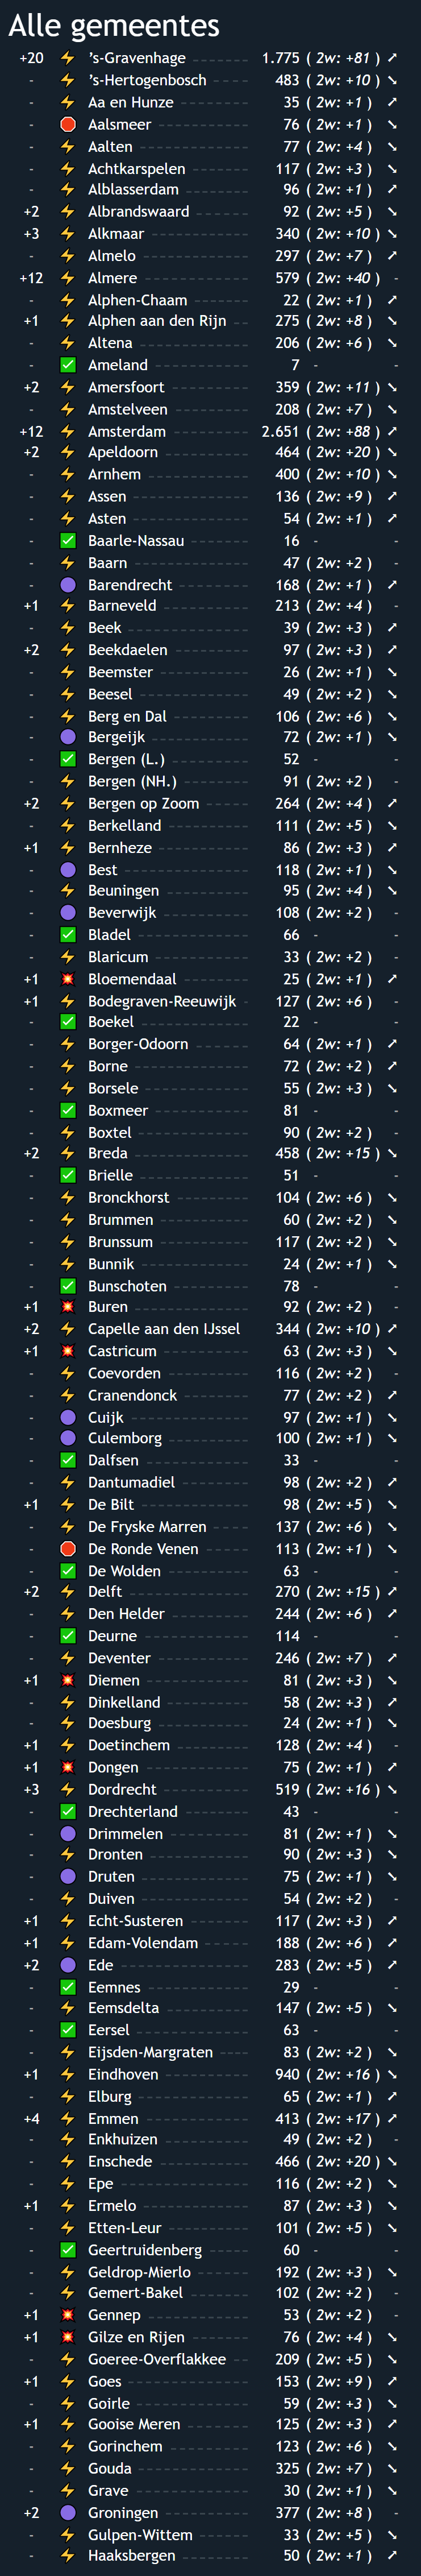 Alle gemeentes
+20 ’s-Gravenhage 1.775 ( 2w: +81 ) ➚
- ’s-Hertogenbosch 483 ( 2w: +10 ) ➘
- Aa en Hunze 35 ( 2w: +1 ) ➚
- Aalsmeer 76 ( 2w: +1 ) ➘
- Aalten 77 ( 2w: +4 ) ➘
- Achtkarspelen 117 ( 2w: +3 ) ➘
- Alblasserdam 96 ( 2w: +1 ) ➚
+2 Albrandswaard 92 ( 2w: +5 ) ➘
+3 Alkmaar 340 ( 2w: +10 ) ➘
- Almelo 297 ( 2w: +7 ) ➚
+12 Almere 579 ( 2w: +40 ) -
- Alphen-Chaam 22 ( 2w: +1 ) ➚
+1 Alphen aan den Rijn 275 ( 2w: +8 ) ➘
- Altena 206 ( 2w: +6 ) ➘
- Ameland 7 - -
+2 Amersfoort 359 ( 2w: +11 ) ➘
- Amstelveen 208 ( 2w: +7 ) ➘
+12 Amsterdam 2.651 ( 2w: +88 ) ➚
+2 Apeldoorn 464 ( 2w: +20 ) ➘
- Arnhem 400 ( 2w: +10 ) ➘
- Assen 136 ( 2w: +9 ) ➚
- Asten 54 ( 2w: +1 ) ➚
- Baarle-Nassau 16 - -
- Baarn 47 ( 2w: +2 ) -
- Barendrecht 168 ( 2w: +1 ) ➚
+1 Barneveld 213 ( 2w: +4 ) -
- Beek 39 ( 2w: +3 ) ➚
+2 Beekdaelen 97 ( 2w: +3 ) ➚
- Beemster 26 ( 2w: +1 ) ➘
- Beesel 49 ( 2w: +2 ) ➘
- Berg en Dal 106 ( 2w: +6 ) ➘
- Bergeijk 72 ( 2w: +1 ) ➘
- Bergen (L.) 52 - -
- Bergen (NH.) 91 ( 2w: +2 ) -
+2 Bergen op Zoom 264 ( 2w: +4 ) ➚
- Berkelland 111 ( 2w: +5 ) ➘
+1 Bernheze 86 ( 2w: +3 ) ➚
- Best 118 ( 2w: +1 ) ➘
- Beuningen 95 ( 2w: +4 ) ➘
- Beverwijk 108 ( 2w: +2 ) -
- Bladel 66 - -
- Blaricum 33 ( 2w: +2 ) -
+1 Bloemendaal 25 ( 2w: +1 ) ➚
+1 Bodegraven-Reeuwijk 127 ( 2w: +6 ) -
- Boekel 22 - -
- Borger-Odoorn 64 ( 2w: +1 ) ➚
- Borne 72 ( 2w: +2 ) ➚
- Borsele 55 ( 2w: +3 ) ➘
- Boxmeer 81 - -
- Boxtel 90 ( 2w: +2 ) -
+2 Breda 458 ( 2w: +15 ) ➘
- Brielle 51 - -
- Bronckhorst 104 ( 2w: +6 ) ➘
- Brummen 60 ( 2w: +2 ) ➘
- Brunssum 117 ( 2w: +2 ) ➘
- Bunnik 24 ( 2w: +1 ) ➘
- Bunschoten 78 - -
+1 Buren 92 ( 2w: +2 ) -
+2 Capelle aan den IJssel 344 ( 2w: +10 ) ➚
+1 Castricum 63 ( 2w: +3 ) ➘
- Coevorden 116 ( 2w: +2 ) -
- Cranendonck 77 ( 2w: +2 ) ➚
- Cuijk 97 ( 2w: +1 ) ➘
- Culemborg 100 ( 2w: +1 ) ➘
- Dalfsen 33 - -
- Dantumadiel 98 ( 2w: +2 ) ➚
+1 De Bilt 98 ( 2w: +5 ) ➘
- De Fryske Marren 137 ( 2w: +6 ) ➘
- De Ronde Venen 113 ( 2w: +1 ) ➘
- De Wolden 63 - -
+2 Delft 270 ( 2w: +15 ) ➚
- Den Helder 244 ( 2w: +6 ) ➚
- Deurne 114 - -
- Deventer 246 ( 2w: +7 ) ➚
+1 Diemen 81 ( 2w: +3 ) ➘
- Dinkelland 58 ( 2w: +3 ) ➚
- Doesburg 24 ( 2w: +1 ) ➘
+1 Doetinchem 128 ( 2w: +4 ) -
+1 Dongen 75 ( 2w: +1 ) ➚
+3 Dordrecht 519 ( 2w: +16 ) ➘
- Drechterland 43 - -
- Drimmelen 81 ( 2w: +1 ) ➘
- Dronten 90 ( 2w: +3 ) ➘
- Druten 75 ( 2w: +1 ) ➘
- Duiven 54 ( 2w: +2 ) -
+1 Echt-Susteren 117 ( 2w: +3 ) ➚
+1 Edam-Volendam 188 ( 2w: +6 ) ➚
+2 Ede 283 ( 2w: +5 ) ➚
- Eemnes 29 - -
- Eemsdelta 147 ( 2w: +5 ) ➘
- Eersel 63 - -
- Eijsden-Margraten 83 ( 2w: +2 ) ➘
+1 Eindhoven 940 ( 2w: +16 ) ➘
- Elburg 65 ( 2w: +1 ) ➚
+4 Emmen 413 ( 2w: +17 ) ➚
- Enkhuizen 49 ( 2w: +2 ) -
- Enschede 466 ( 2w: +20 ) ➘
- Epe 116 ( 2w: +2 ) ➘
+1 Ermelo 87 ( 2w: +3 ) ➘
- Etten-Leur 101 ( 2w: +5 ) ➘
- Geertruidenberg 60 - -
- Geldrop-Mierlo 192 ( 2w: +3 ) ➘
- Gemert-Bakel 102 ( 2w: +2 ) -
+1 Gennep 53 ( 2w: +2 ) -
+1 Gilze en Rijen 76 ( 2w: +4 ) ➘
- Goeree-Overflakkee 209 ( 2w: +5 ) ➘
+1 Goes 153 ( 2w: +9 ) ➚
- Goirle 59 ( 2w: +3 ) ➘
+1 Gooise Meren 125 ( 2w: +3 ) ➚
- Gorinchem 123 ( 2w: +6 ) ➘
- Gouda 325 ( 2w: +7 ) ➘
- Grave 30 ( 2w: +1 ) ➘
+2 Groningen 377 ( 2w: +8 ) -
- Gulpen-Wittem 33 ( 2w: +5 ) ➘
- Haaksbergen 50 ( 2w: +1 ) ➚